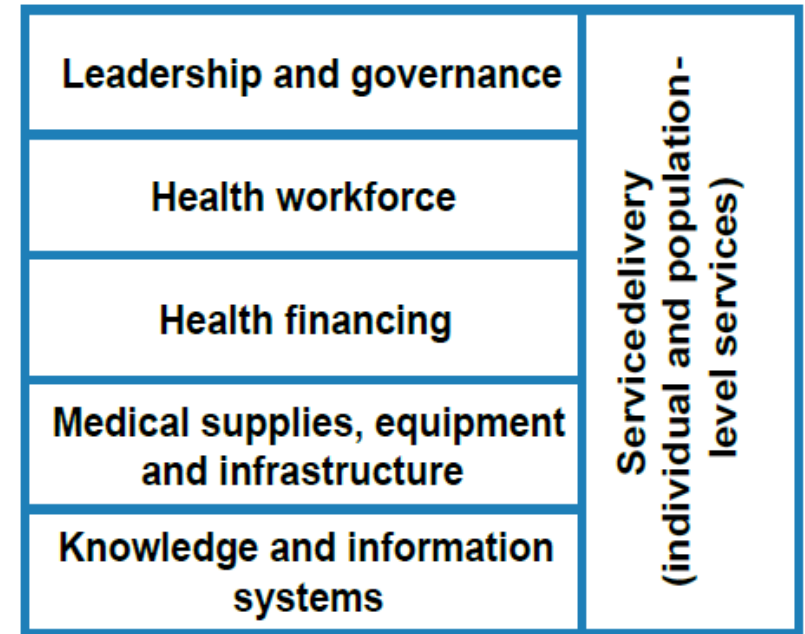 Leadership and governance
Health workforce
Health financing
Medical supplies, equipment
and infrastructure
Knowledge and information
systems
Servicedelivery
(individual and population-
level services)